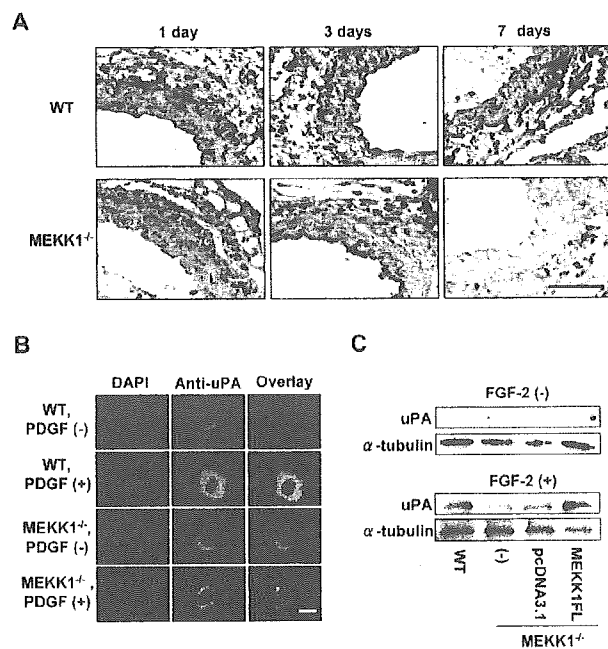 A
1 day 3 days 7 days
WT
MEKK1-/-
B
DAPI Anti-uPA Overlay
WT,
PDGF (-)
WT,
PDGF (+)
MEKK1-/-,
PDGF (-)
MEKK1-/-,
PDGF (+)
C
FGF-2 (-)
uPA
α-tubulin
FGF-2 (+)
uPA
α-tubulin
WT
(-)
pcDNA3.1
MEKK1FL
MEKK1-/-